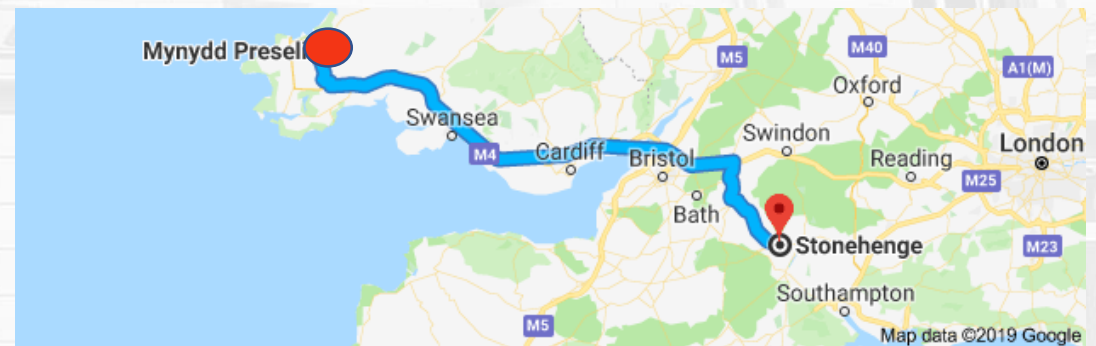 Mynydd Preseli
M5
M40
A1(M)
Oxford
Swansea
Swindon
London
M4
Cardiff
Bristol
Reading
M25
Bath
Stonehenge
M23
Southampton
M5
Map data ©2019 Google